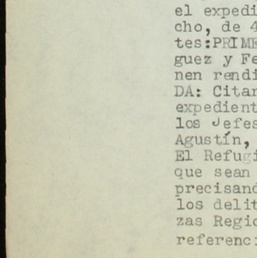 el expedi
cho, de 4
tes:PRIME
guez y Fe
nen rendi
DA: Citan
expedient
los Jefes
Agustín,
El Refugi
que sean
precisand
los delit
zas Regio
referenci